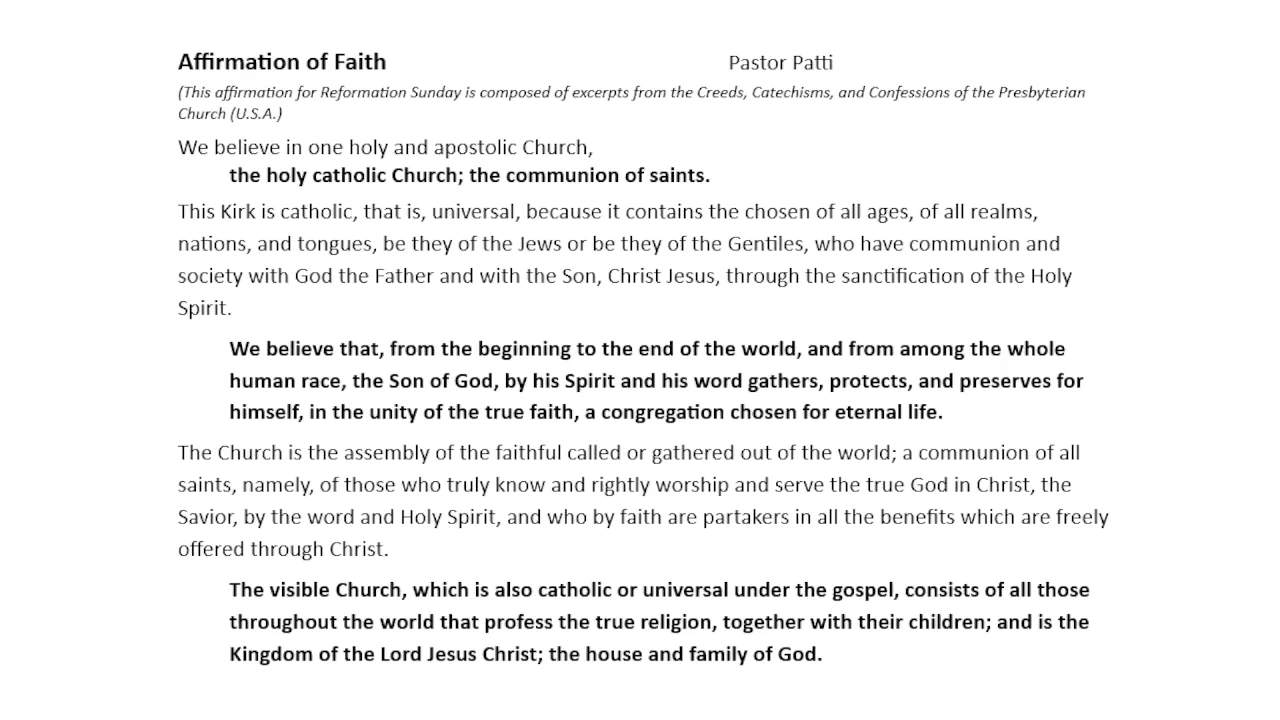 Affirmation of Faith Pastor Patti
(This affirmation for Reformation Sunday is composed of excerpts from the Creeds, Catechisms, and Confessions of the Presbyterian
Church (U.S.A.)
We believe in one holy and apostolic Church,
the holy catholic Church; the communion of saints.
This Kirk is catholic, that is, universal, because it contains the chosen of all ages, of all realms,
nations, and tongues, be they of the Jews or be they of the Gentiles, who have communion and
society with God the Father and with the Son, Christ Jesus, through the sanctification of the Holy
Spirit.
We believe that, from the beginning to the end of the world, and from among the whole
human race, the Son of God, by his Spirit and his word gathers, protects, and preserves for
himself, in the unity of the true faith, a congregation chosen for eternal life.
The Church is the assembly of the faithful called or gathered out of the world; a communion of all
saints, namely, of those who truly know and rightly worship and serve the true God in Christ, the
Savior, by the word and Holy Spirit, and who by faith are partakers in all the benefits which are freely
offered through Christ.
The visible Church, which is also catholic or universal under the gospel, consists of all those
throughout the world that profess the true religion, together with their children; and is the
Kingdom of the Lord Jesus Christ; the house and family of God.